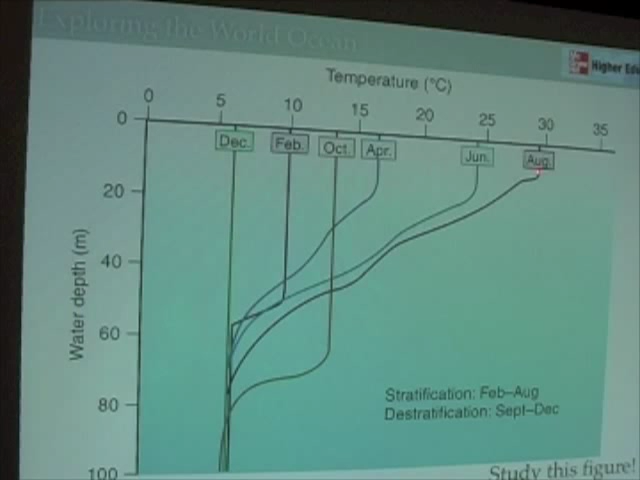 Exploring the World Ocean
Higher Edu
Temperature (°C)
0 5 10 15 20 25 30 35
0
Dec. Feb. Oct. Apr. Jun. Aug.
20
40
Water depth (m)
60
80
100
Stratification: Feb–Aug
Destratification: Sept–Dec
Study this figure!